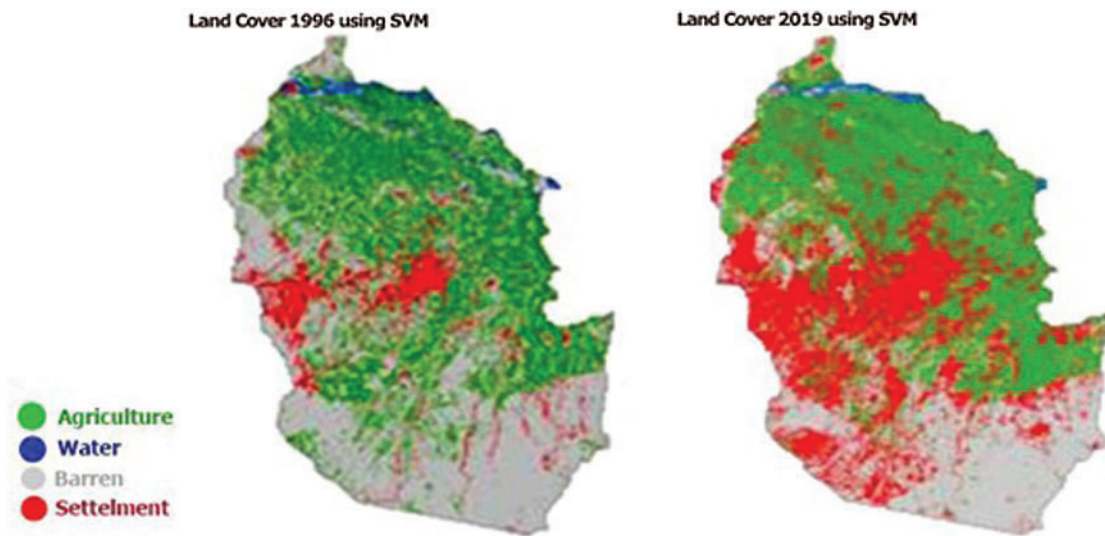 Land Cover 1996 using SVM
Land Cover 2019 using SVM
Agriculture
Water
Barren
Settelment